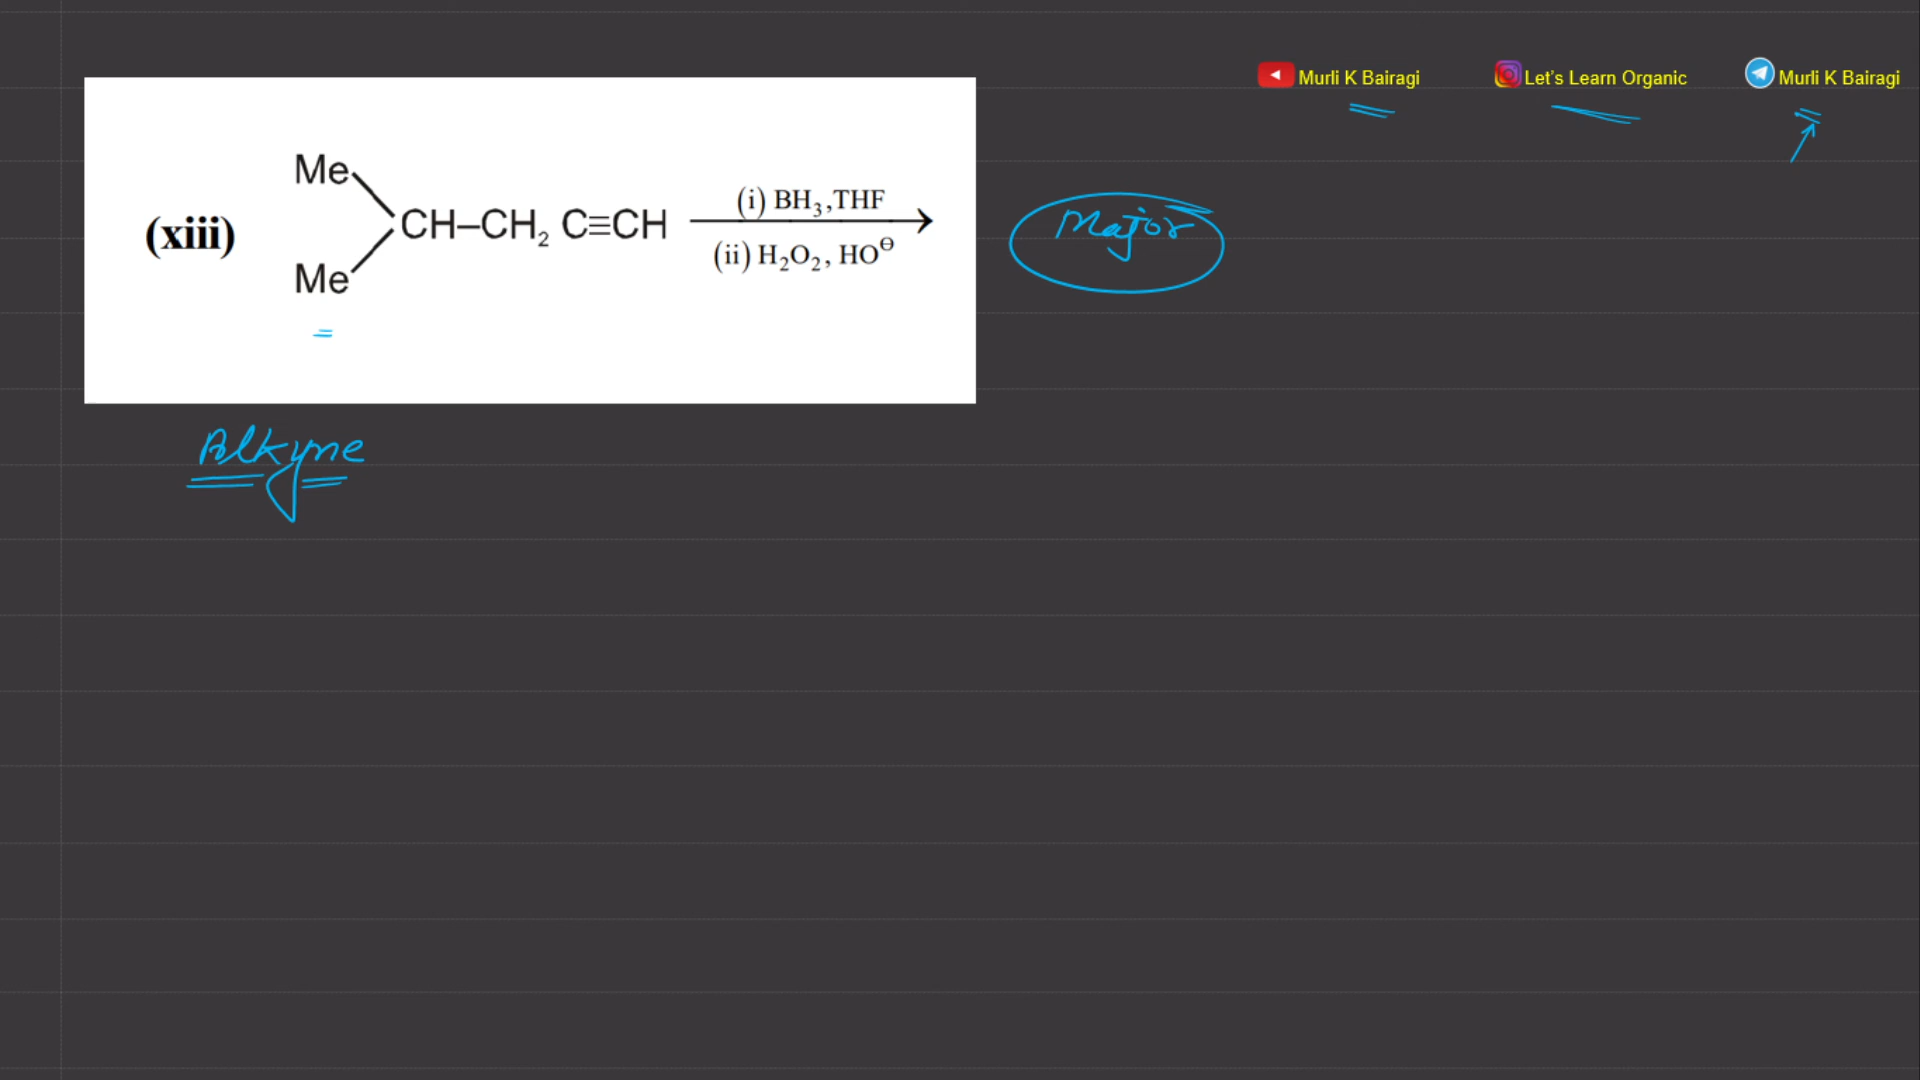 Murli K Bairagi Let's Learn Organic Murli K Bairagi
(xiii) Me
Me
CH–CH₂ C≡CH
(i) BH₃,THF
(ii) H₂O₂, HO⊖
Major
Alkyne